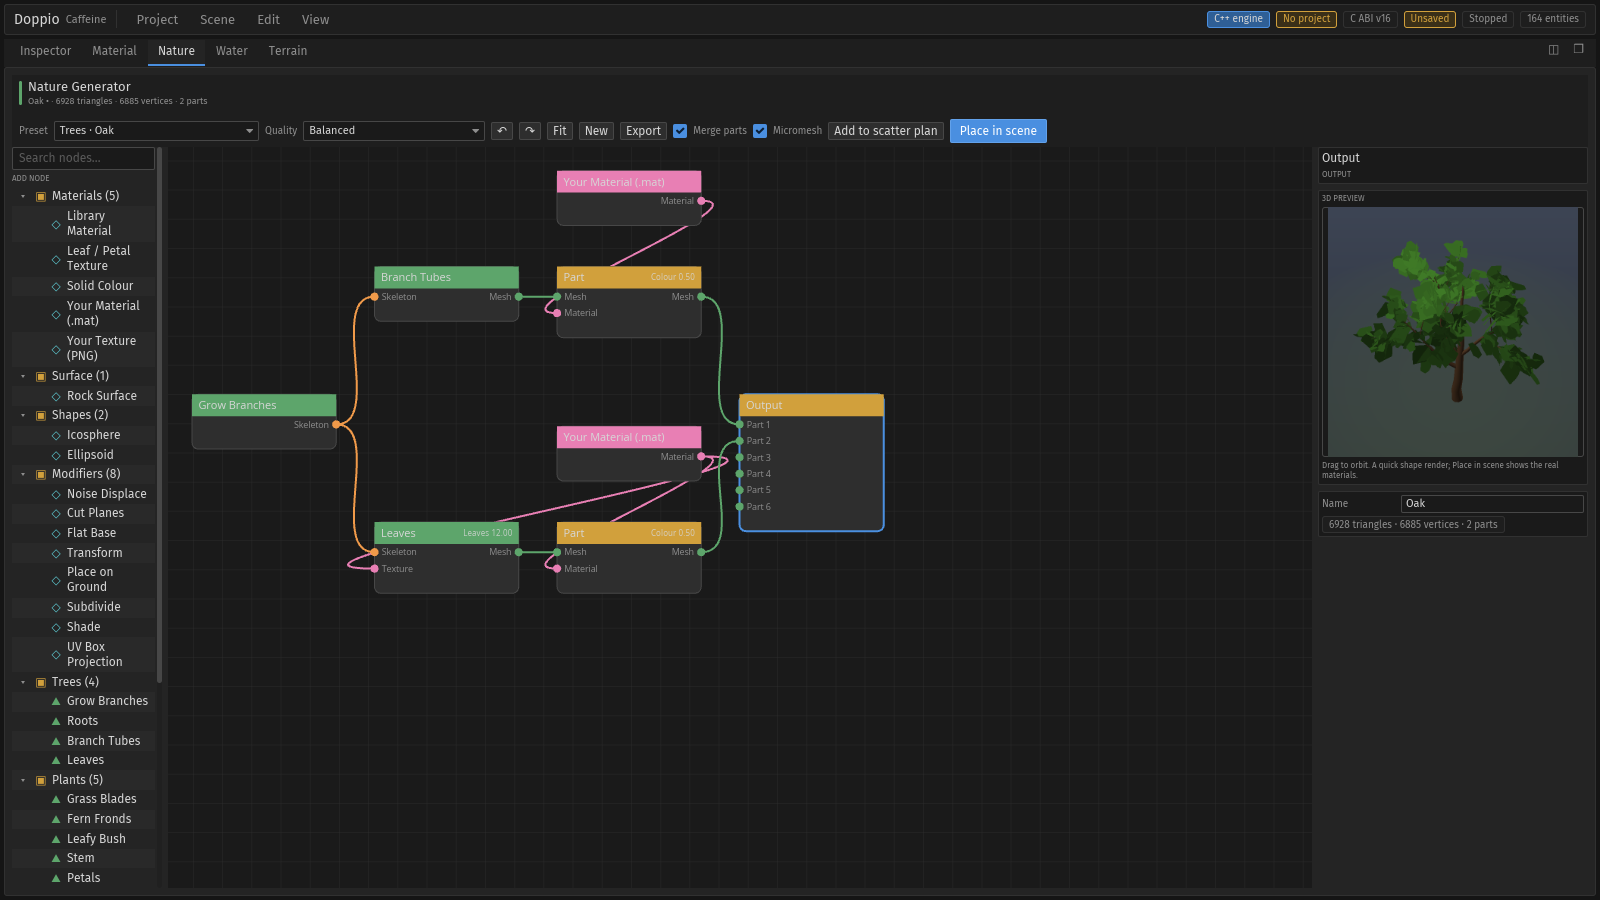 Doppio Caffeine Project Scene Edit View C++ engine No project C ABI v16 Unsaved Stopped 164 entities
Inspector Material Nature Water Terrain
Nature Generator
Oak • · 6928 triangles · 6885 vertices · 2 parts
Preset Trees · Oak Quality Balanced Fit New Export Merge parts Micromesh Add to scatter plan Place in scene
Search nodes...
ADD NODE
Materials (5)
Library
Material
Leaf / Petal
Texture
Solid Colour
Your Material
(.mat)
Your Texture
(PNG)
Surface (1)
Rock Surface
Shapes (2)
Icosphere
Ellipsoid
Modifiers (8)
Noise Displace
Cut Planes
Flat Base
Transform
Place on
Ground
Subdivide
Shade
UV Box
Projection
Trees (4)
Grow Branches
Roots
Branch Tubes
Leaves
Plants (5)
Grass Blades
Fern Fronds
Leafy Bush
Stem
Petals
Your Material (.mat)
Material
Branch Tubes
Skeleton Mesh
Part Colour 0.50
Mesh Mesh
Material
Grow Branches
Skeleton
Your Material (.mat)
Material
Leaves Leaves 12.00
Skeleton Mesh
Texture
Part Colour 0.50
Mesh Mesh
Material
Output
Part 1
Part 2
Part 3
Part 4
Part 5
Part 6
Output
OUTPUT
3D PREVIEW
Drag to orbit. A quick shape render; Place in scene shows the real
materials.
Name Oak
6928 triangles · 6885 vertices · 2 parts